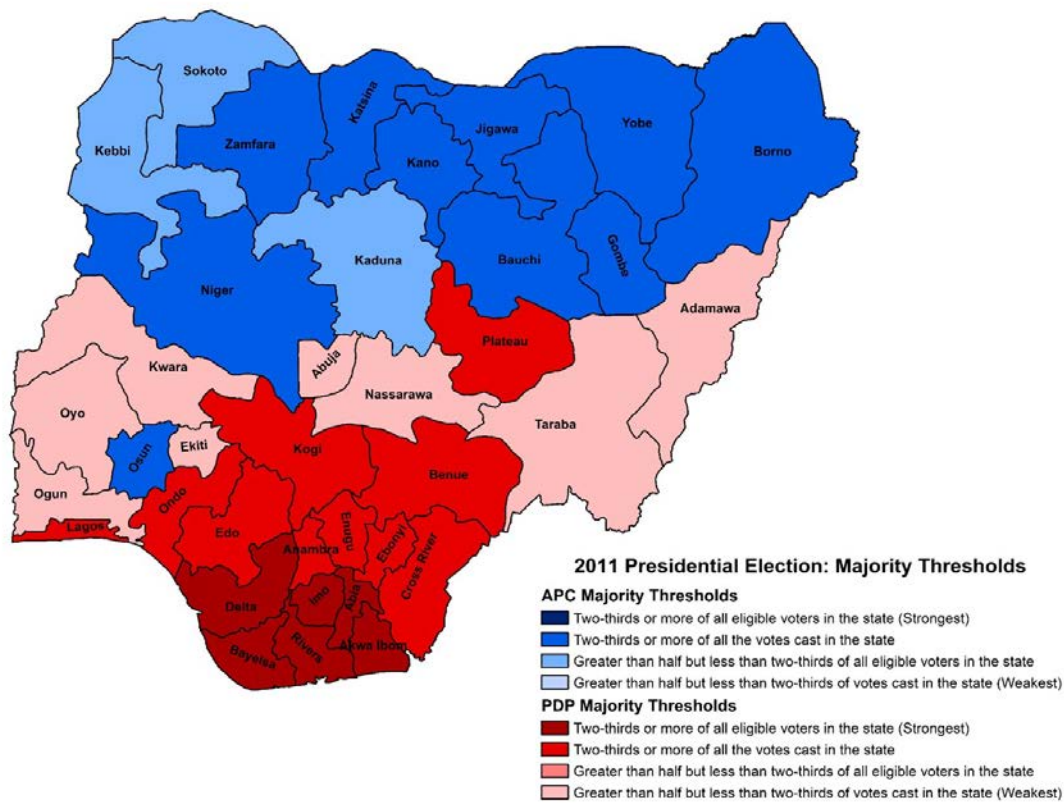 Sokoto
Katsina
Yobe
Jigawa
Zamfara
Kebbi
Kano
Borno
Kaduna
Bauchi
Gombe
Niger
Adamawa
Plateau
Abuja
Kwara
Nassarawa
Oyo
Taraba
Osun
Ekiti
Kogi
Benue
Ogun
Ondo
Lagos
Edo
Enugu
Ebonyi
Anambra
Cross River
Imo
Abia
Delta
Rivers
Akwa Ibom
Bayelsa
2011 Presidential Election: Majority Thresholds
APC Majority Thresholds
Two-thirds or more of all eligible voters in the state (Strongest)
Two-thirds or more of all the votes cast in the state
Greater than half but less than two-thirds of all eligible voters in the state
Greater than half but less than two-thirds of votes cast in the state (Weakest)
PDP Majority Thresholds
Two-thirds or more of all eligible voters in the state (Strongest)
Two-thirds or more of all the votes cast in the state
Greater than half but less than two-thirds of all eligible voters in the state
Greater than half but less than two-thirds of votes cast in the state (Weakest)